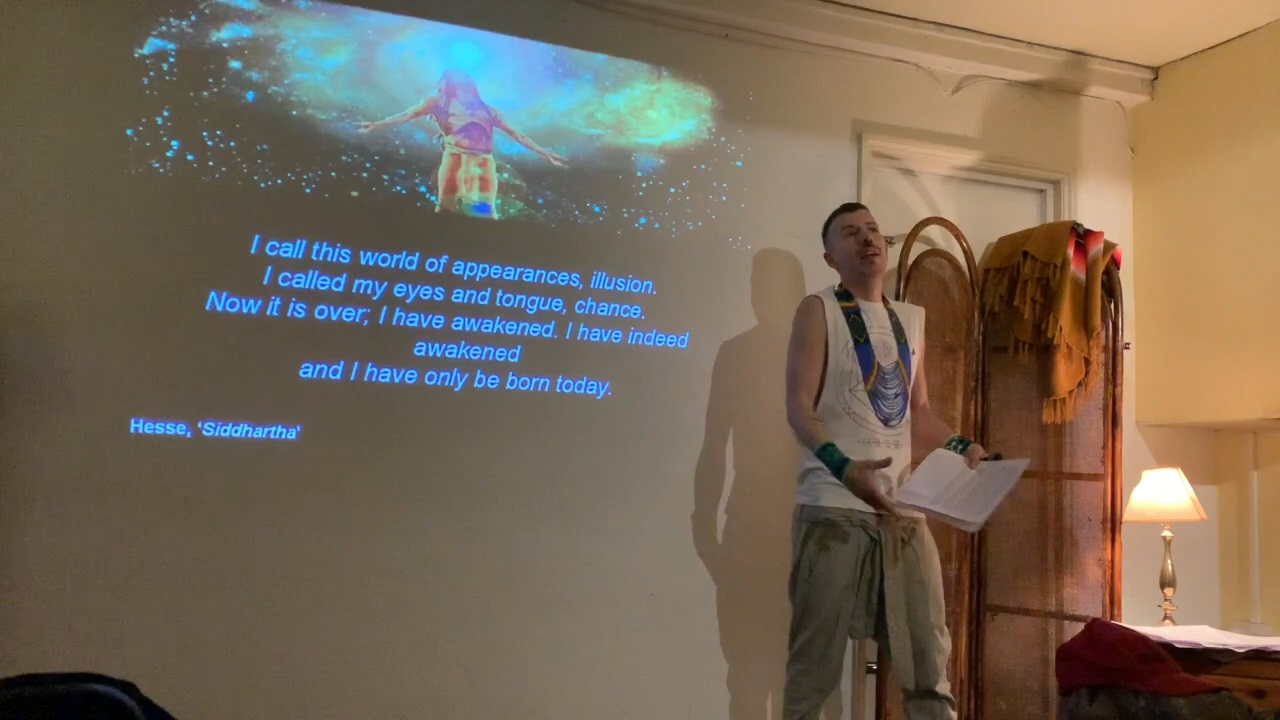 I call this world of appearances, illusion.
I called my eyes and tongue, chance.
Now it is over; I have awakened. I have indeed
awakened
and I have only be born today.
Hesse, ‘Siddhartha’